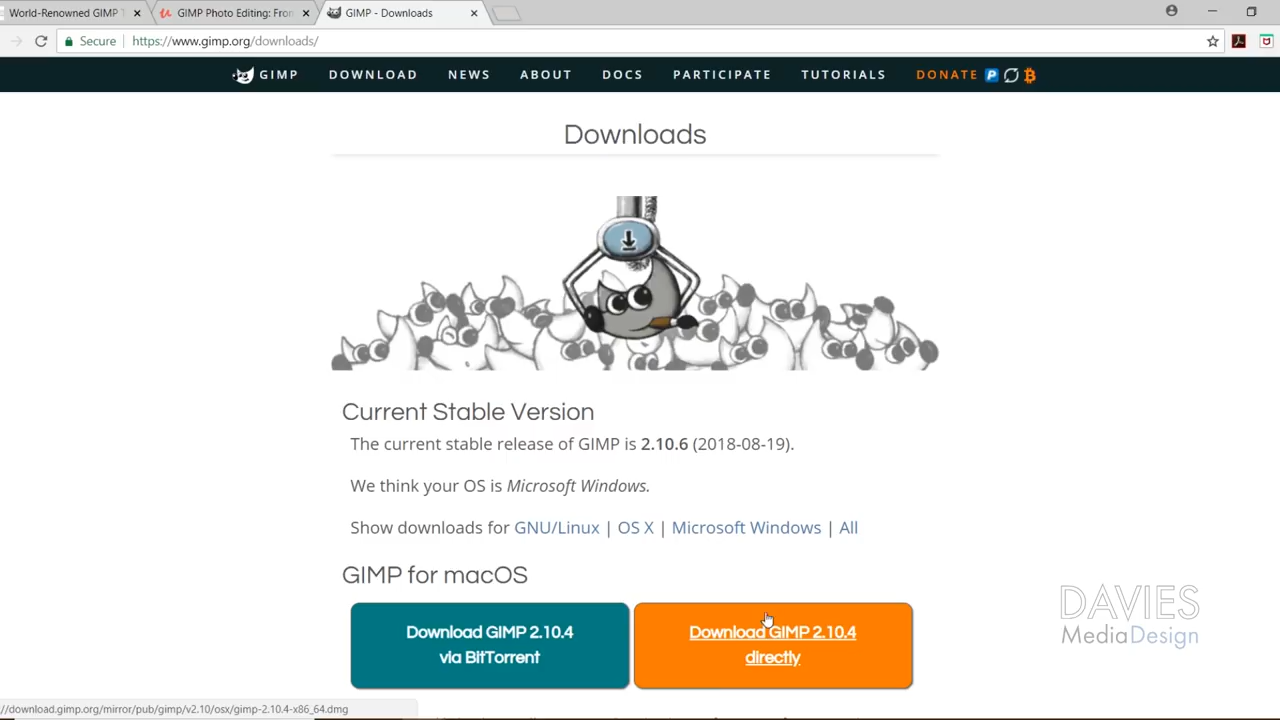 World-Renowned GIMP
GIMP Photo Editing: From
GIMP - Downloads
Secure
https://www.gimp.org/downloads/
GIMP
DOWNLOAD
NEWS
ABOUT
DOCS
PARTICIPATE
TUTORIALS
DONATE
Downloads
Current Stable Version
The current stable release of GIMP is 2.10.6 (2018-08-19).
We think your OS is Microsoft Windows.
Show downloads for GNU/Linux | OS X | Microsoft Windows | All
GIMP for macOS
Download GIMP 2.10.4
via BitTorrent
Download GIMP 2.10.4
directly
DAVIES
MediaDesign
//download.gimp.org/mirror/pub/gimp/v2.10/osx/gimp-2.10.4-x86_64.dmg